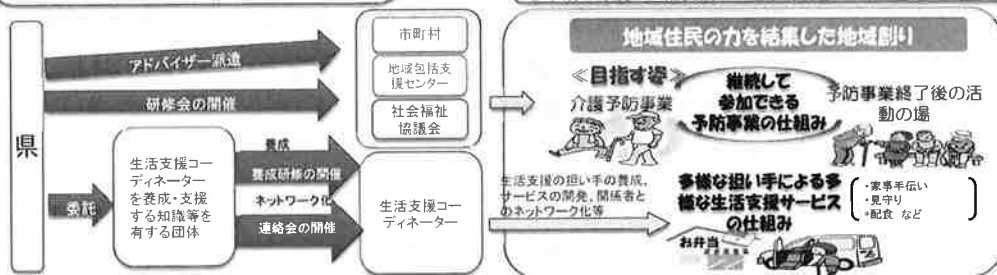 県
アドバイザー派遣
研修会の開催
委託
生活支援コー
ディネーター
を養成・支援
する知識等を
有する団体
養成
養成研修の開催
ネットワーク化
連絡会の開催
市町村
地域包括支
援センター
社会福祉
協議会
生活支援コー
ディネーター
地域住民の力を結集した地域創り
≪目指す姿≫
介護予防事業
継続して
参加できる
予防事業の仕組み
予防事業終了後の活
動の場
生活支援の担い手の養成、
サービスの開発、関係者と
のネットワーク化等
多様な担い手による多
様な生活支援サービス
の仕組み
・家事手伝い
・見守り
・配食 など
お弁当